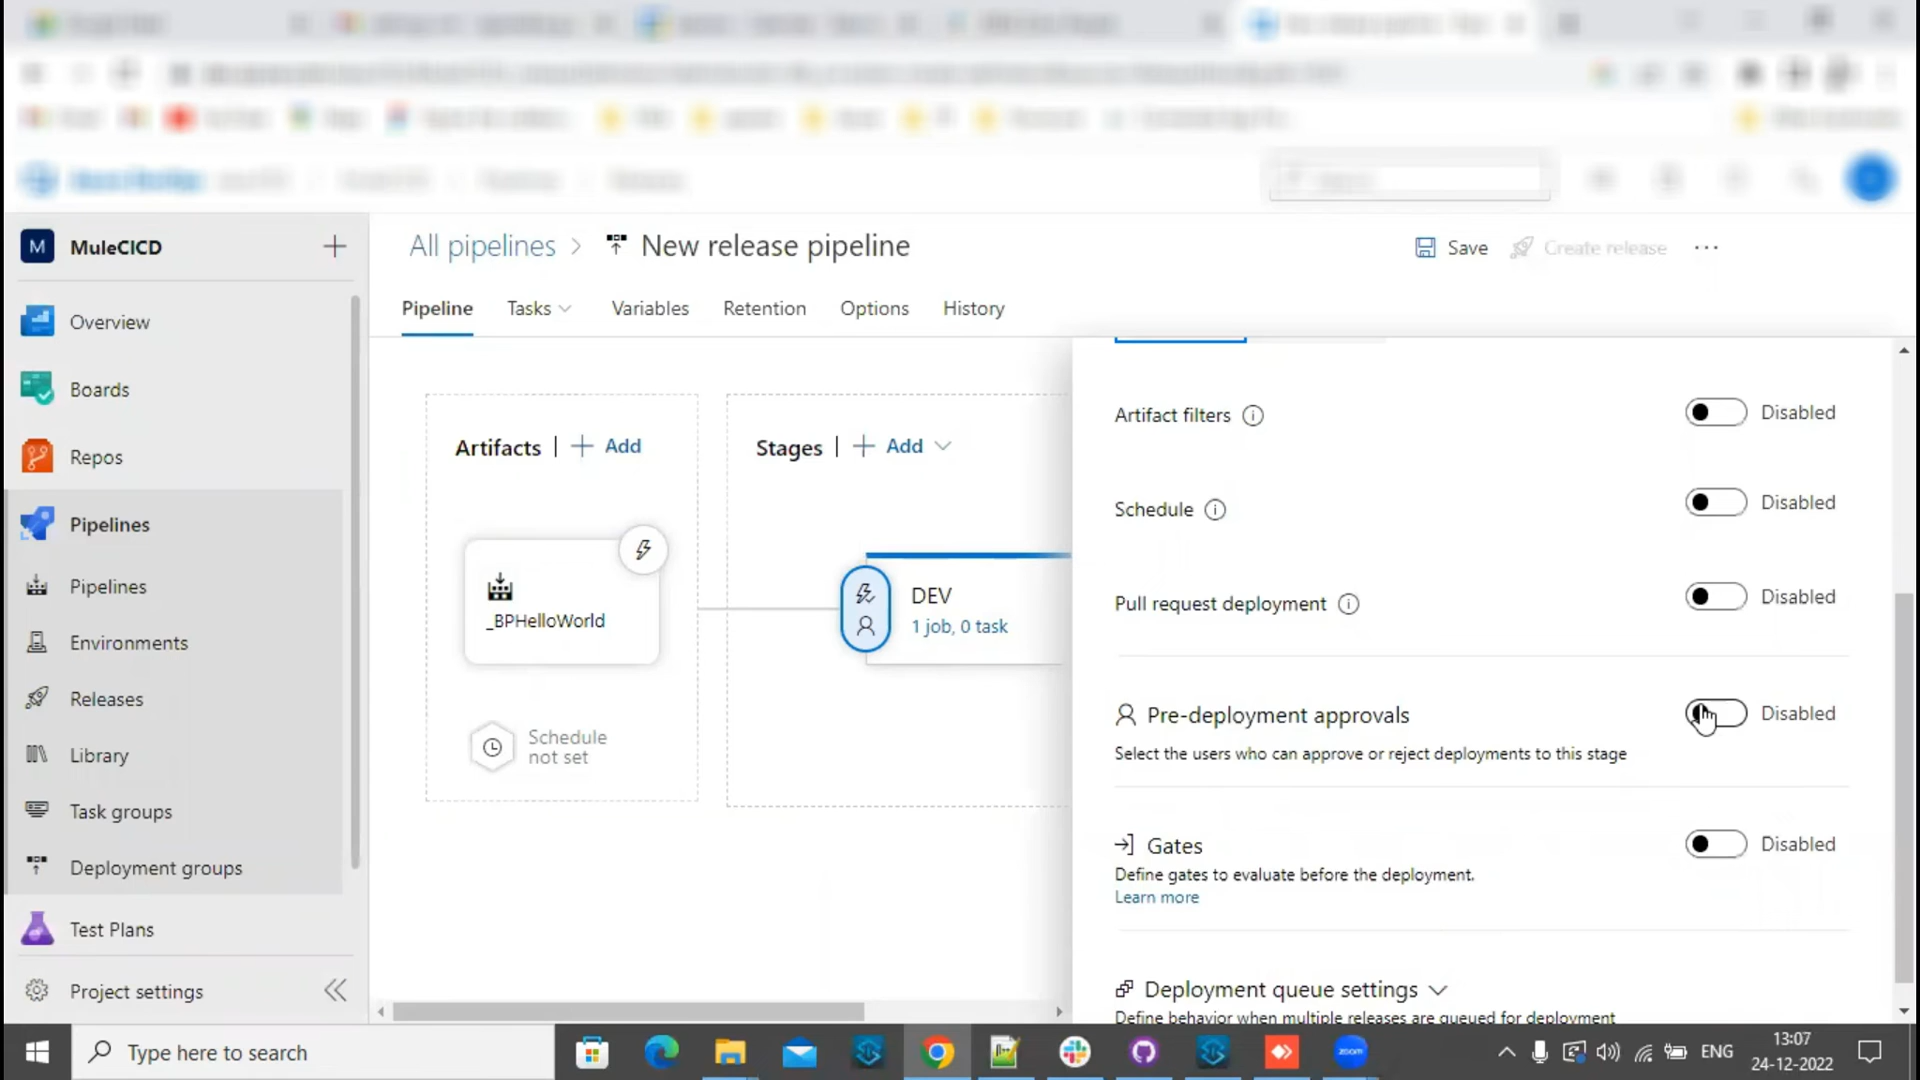 M MuleCICD
Overview
Boards
Repos
Pipelines
Pipelines
Environments
Releases
Library
Task groups
Deployment groups
Test Plans
Project settings
All pipelines > New release pipeline
Save
Create release
Pipeline Tasks Variables Retention Options History
Artifacts | + Add
_BPHelloWorld
Schedule
not set
Stages | + Add
DEV
1 job, 0 task
Artifact filters
Disabled
Schedule
Disabled
Pull request deployment
Disabled
Pre-deployment approvals
Disabled
Select the users who can approve or reject deployments to this stage
Gates
Disabled
Define gates to evaluate before the deployment.
Learn more
Deployment queue settings
Define behavior when multiple releases are queued for deployment
Type here to search
zoom
ENG
13:07
24-12-2022